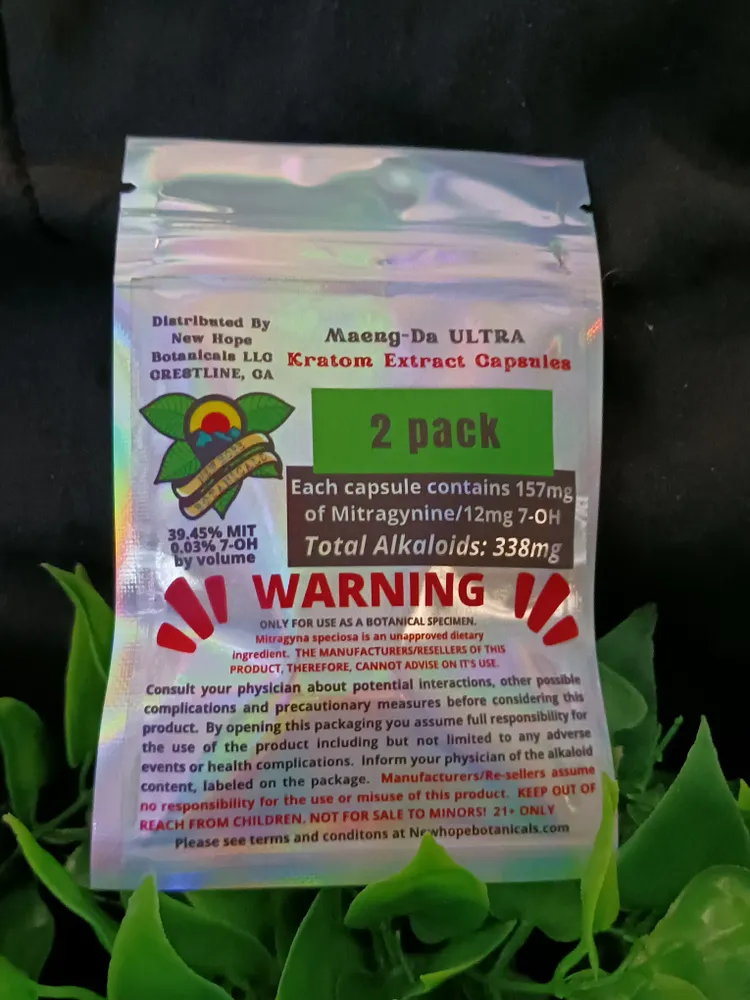 Distributed By
New Hope
Botanicals LLC
CRESTLINE, CA
Maeng-Da ULTRA
Kratom Extract Capsules
2 pack
NEW HOPE
BOTANICALS
Each capsule contains 157mg
of Mitragynine/12mg 7-OH
Total Alkaloids: 338mg
39.45% MIT
0.03% 7-OH
by volume
WARNING
ONLY FOR USE AS A BOTANICAL SPECIMEN.
Mitragyna speciosa is an unapproved dietary
ingredient. THE MANUFACTURERS/RESELLERS OF THIS
PRODUCT, THEREFORE, CANNOT ADVISE ON IT'S USE.
Consult your physician about potential interactions, other possible
complications and precautionary measures before considering this
product. By opening this packaging you assume full responsibility for
the use of the product including but not limited to any adverse
events or health complications. Inform your physician of the alkaloid
content, labeled on the package. Manufacturers/Re-sellers assume
no responsibility for the use or misuse of this product. KEEP OUT OF
REACH FROM CHILDREN. NOT FOR SALE TO MINORS! 21+ ONLY
Please see terms and conditons at Newhopebotanicals.com